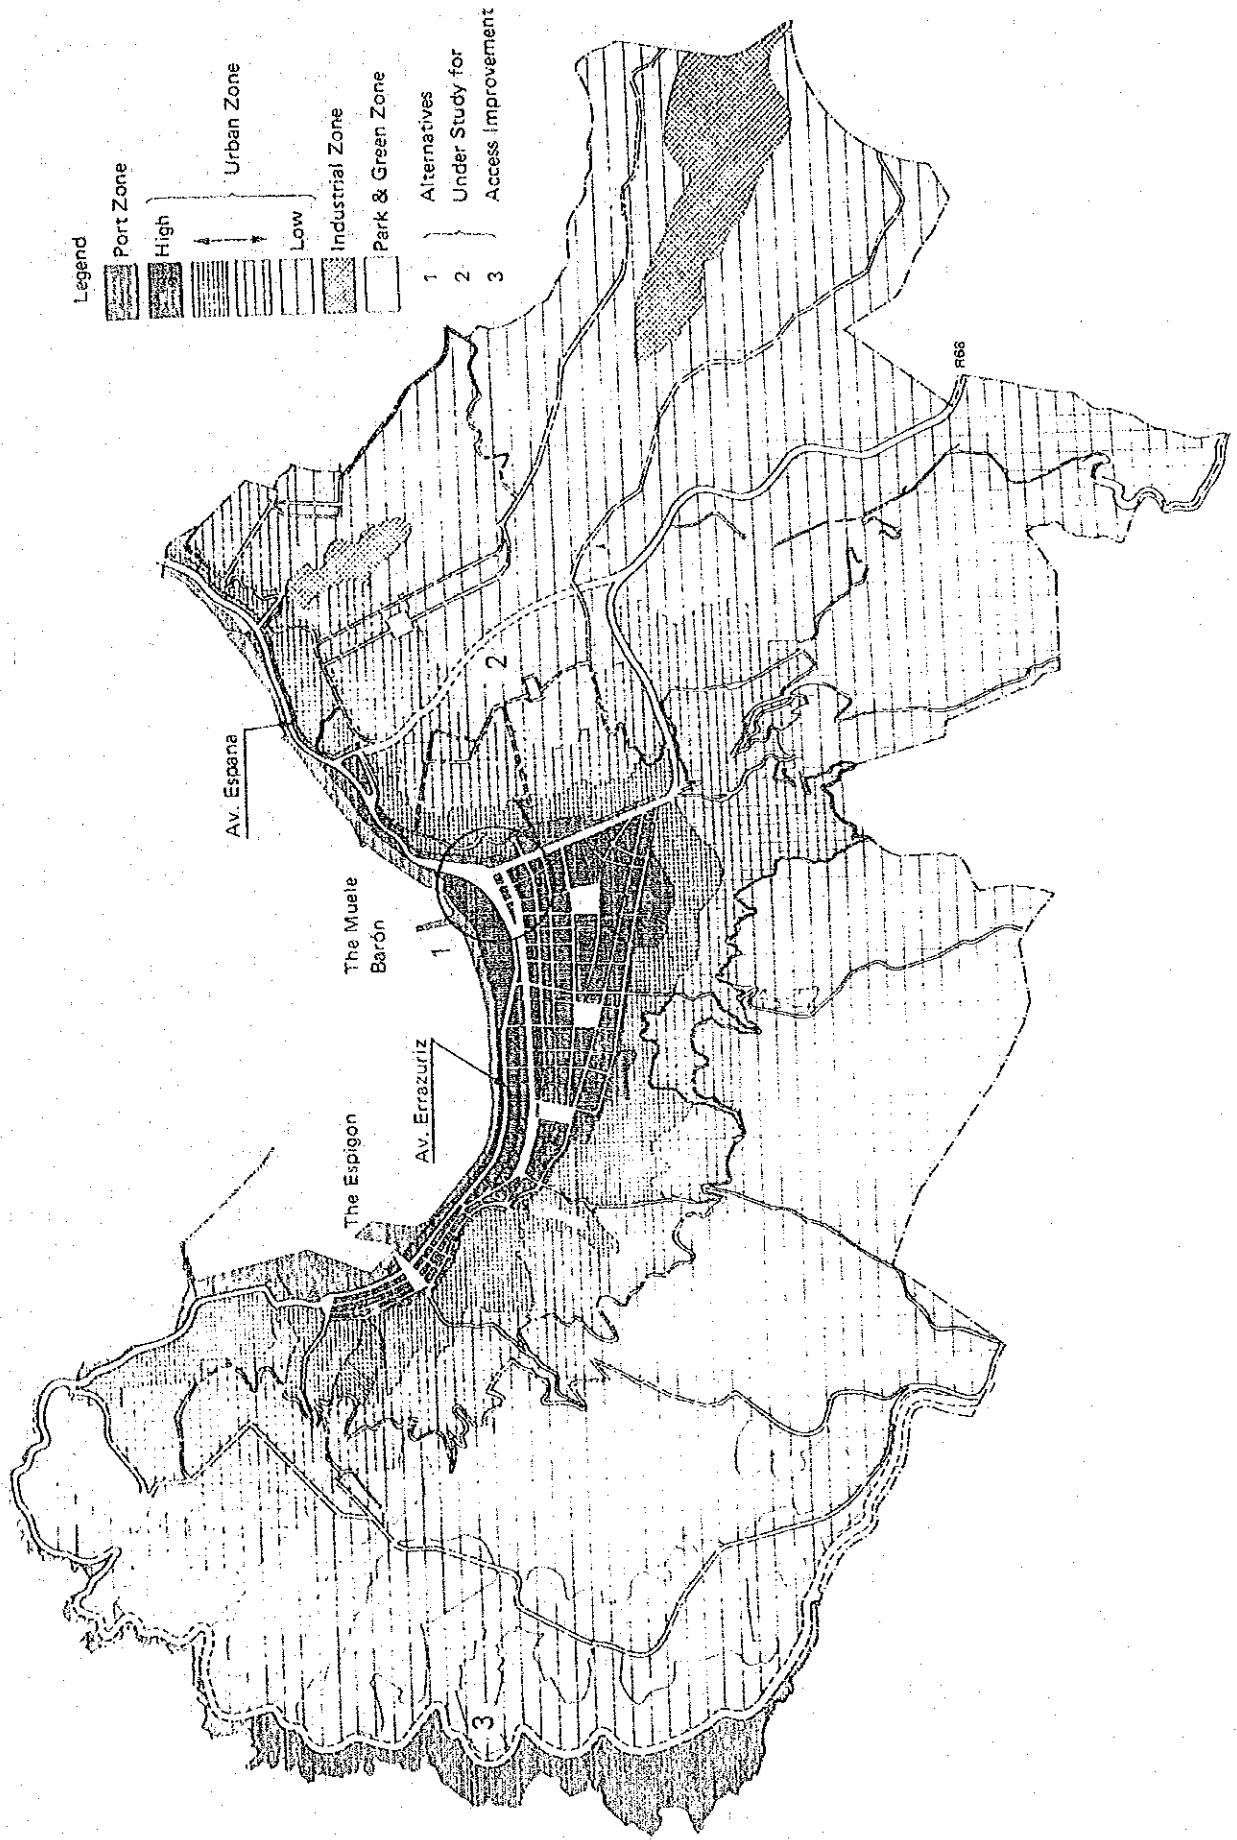 Legend
Port Zone
High
Urban Zone
Low
Industrial Zone
Park & Green Zone
1
2
3
Alternatives
Under Study for
Access Improvement
Av. Espana
The Muele
Barón
1
Av. Errazuriz
The Espigon
2
3
R68